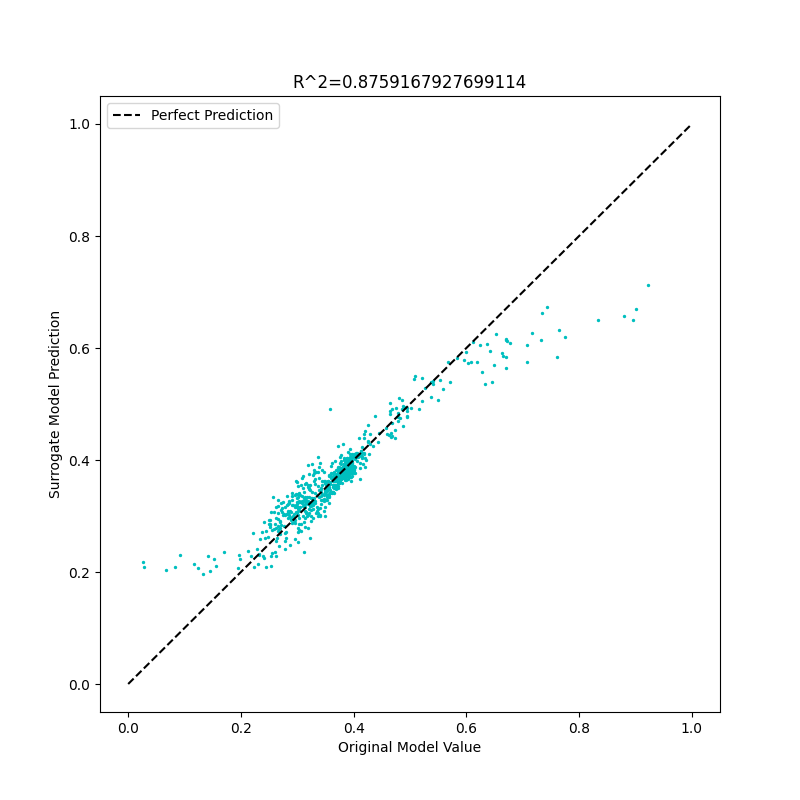 R^2=0.8759167927699114
Perfect Prediction
1.0
0.8
0.6
0.4
0.2
0.0
Surrogate Model Prediction
0.0 0.2 0.4 0.6 0.8 1.0
Original Model Value